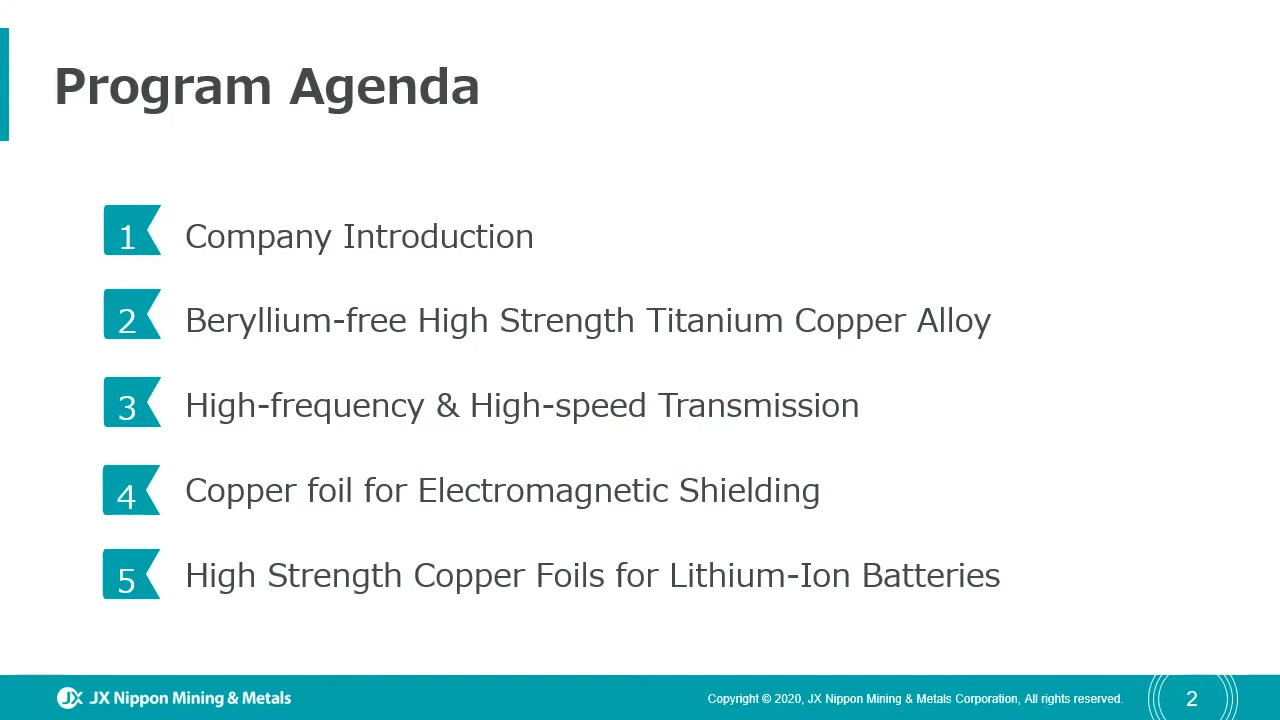 Program Agenda
1 Company Introduction
2 Beryllium-free High Strength Titanium Copper Alloy
3 High-frequency & High-speed Transmission
4 Copper foil for Electromagnetic Shielding
5 High Strength Copper Foils for Lithium-Ion Batteries
JX JX Nippon Mining & Metals
Copyright © 2020, JX Nippon Mining & Metals Corporation, All rights reserved.
2